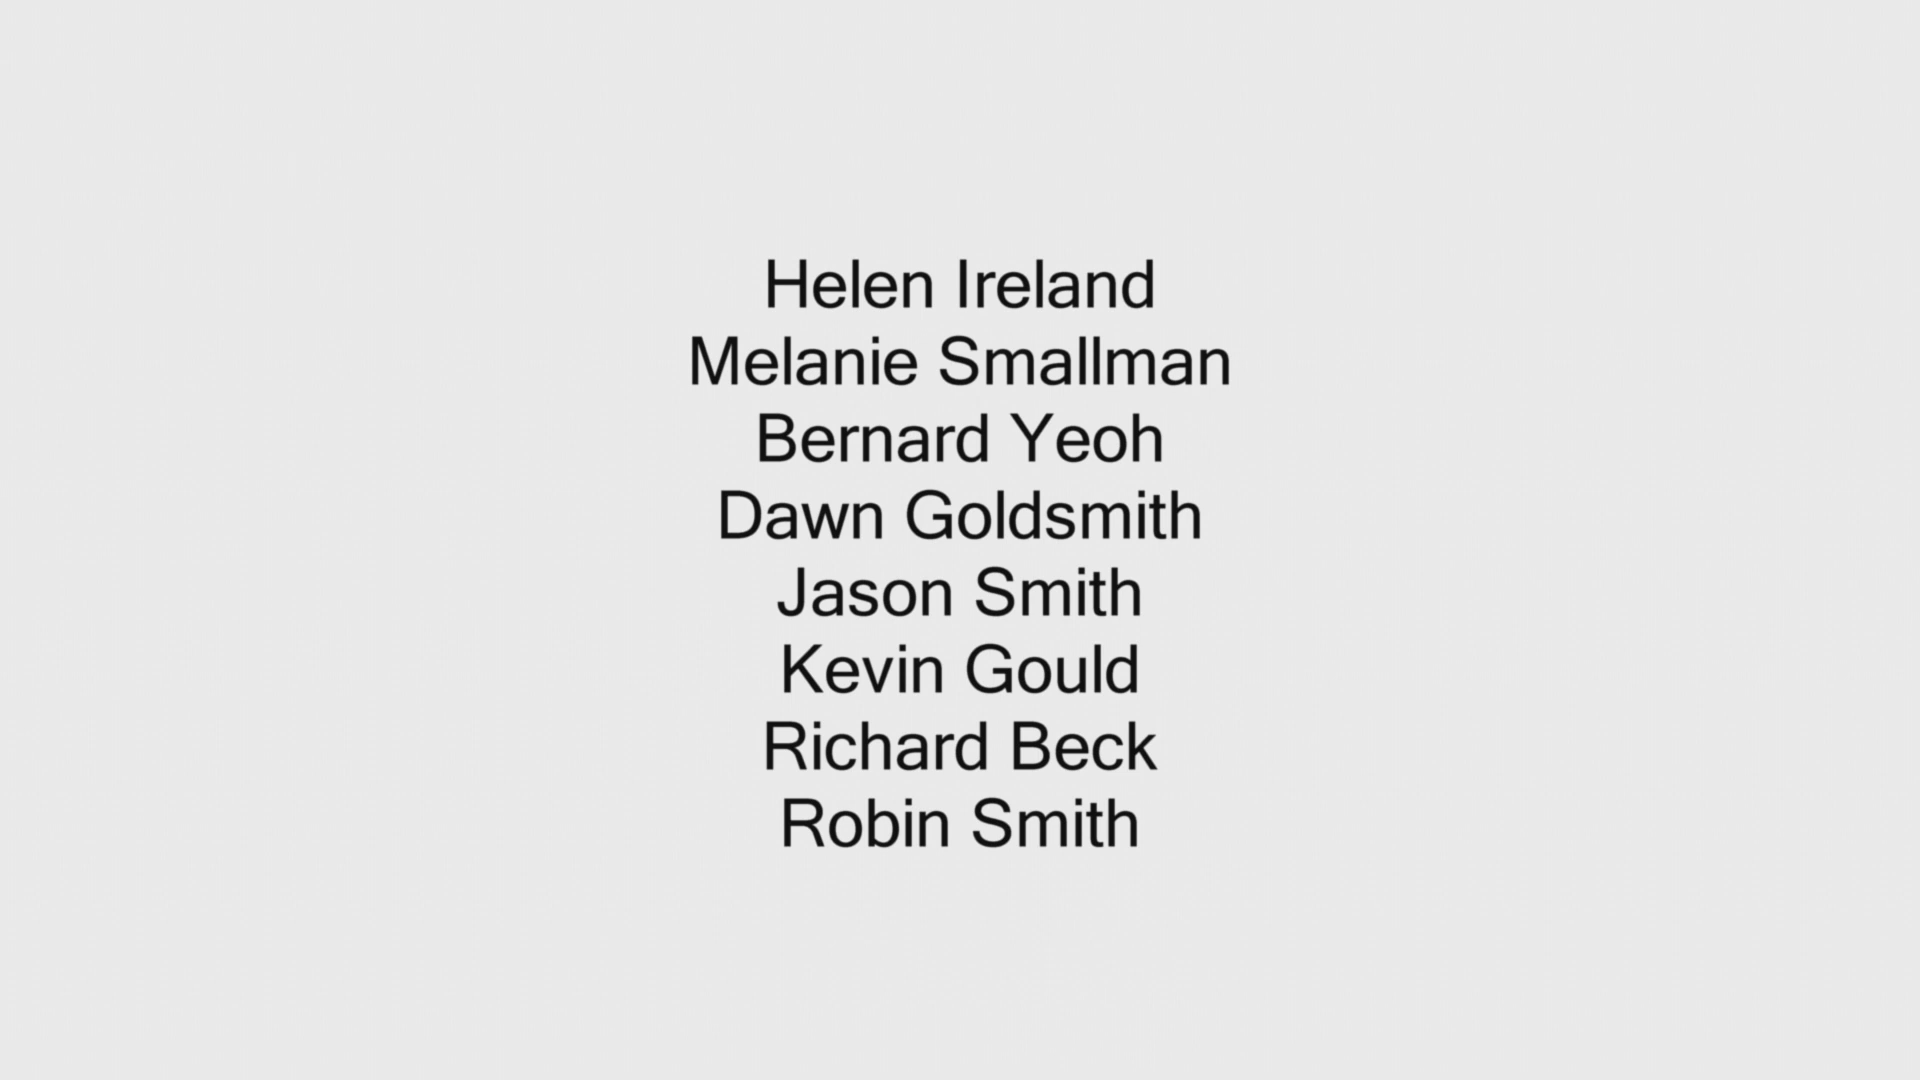 Helen Ireland
Melanie Smallman
Bernard Yeoh
Dawn Goldsmith
Jason Smith
Kevin Gould
Richard Beck
Robin Smith